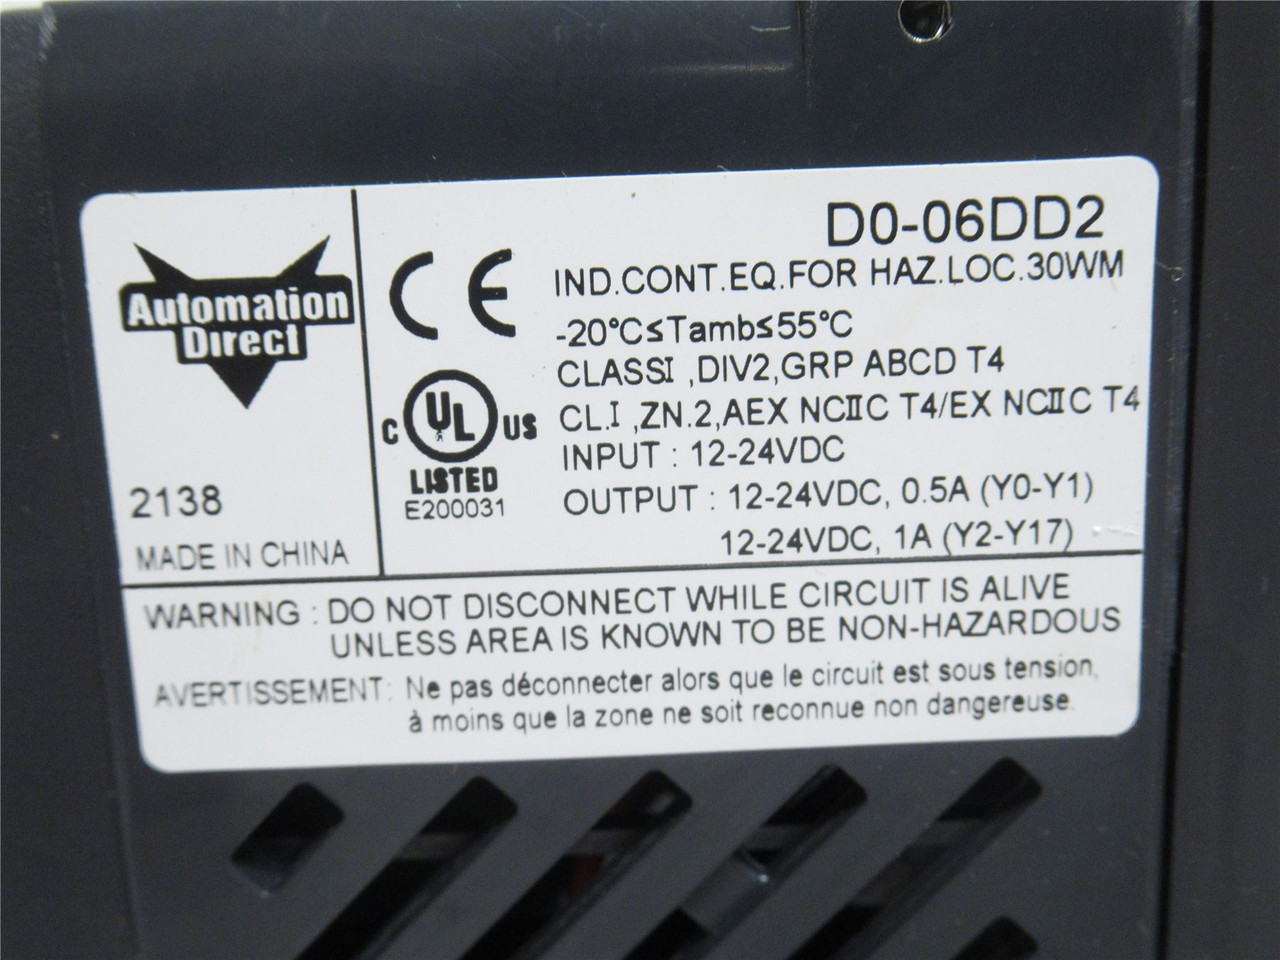 Automation
Direct
2138
MADE IN CHINA
CE
C UL US
LISTED
E200031
D0-06DD2
IND.CONT.EQ.FOR HAZ.LOC.30WM
-20°C≤Tamb≤55°C
CLASSⅠ ,DIV2,GRP ABCD T4
CL.Ⅰ ,ZN.2,AEX NCⅡC T4/EX NCⅡC T4
INPUT : 12-24VDC
OUTPUT : 12-24VDC, 0.5A (Y0-Y1)
12-24VDC, 1A (Y2-Y17)
WARNING : DO NOT DISCONNECT WHILE CIRCUIT IS ALIVE
UNLESS AREA IS KNOWN TO BE NON-HAZARDOUS
AVERTISSEMENT: Ne pas déconnecter alors que le circuit est sous tension,
à moins que la zone ne soit reconnue non dangereuse.